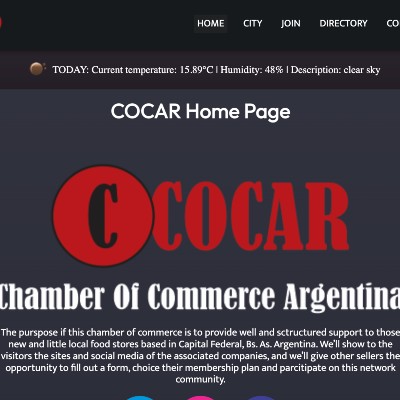 HOME CITY JOIN DIRECTORY CO
TODAY: Current temperature: 15.89°C | Humidity: 48% | Description: clear sky
COCAR Home Page
C COCAR
Chamber Of Commerce Argentina
The purspose if this chamber of commerce is to provide well and sctructured support to those
new and little local food stores based in Capital Federal, Bs. As. Argentina. We'll show to the
visitors the sites and social media of the associated companies, and we'll give other sellers the
opportunity to fill out a form, choice their membership plan and parcitipate on this network
community.